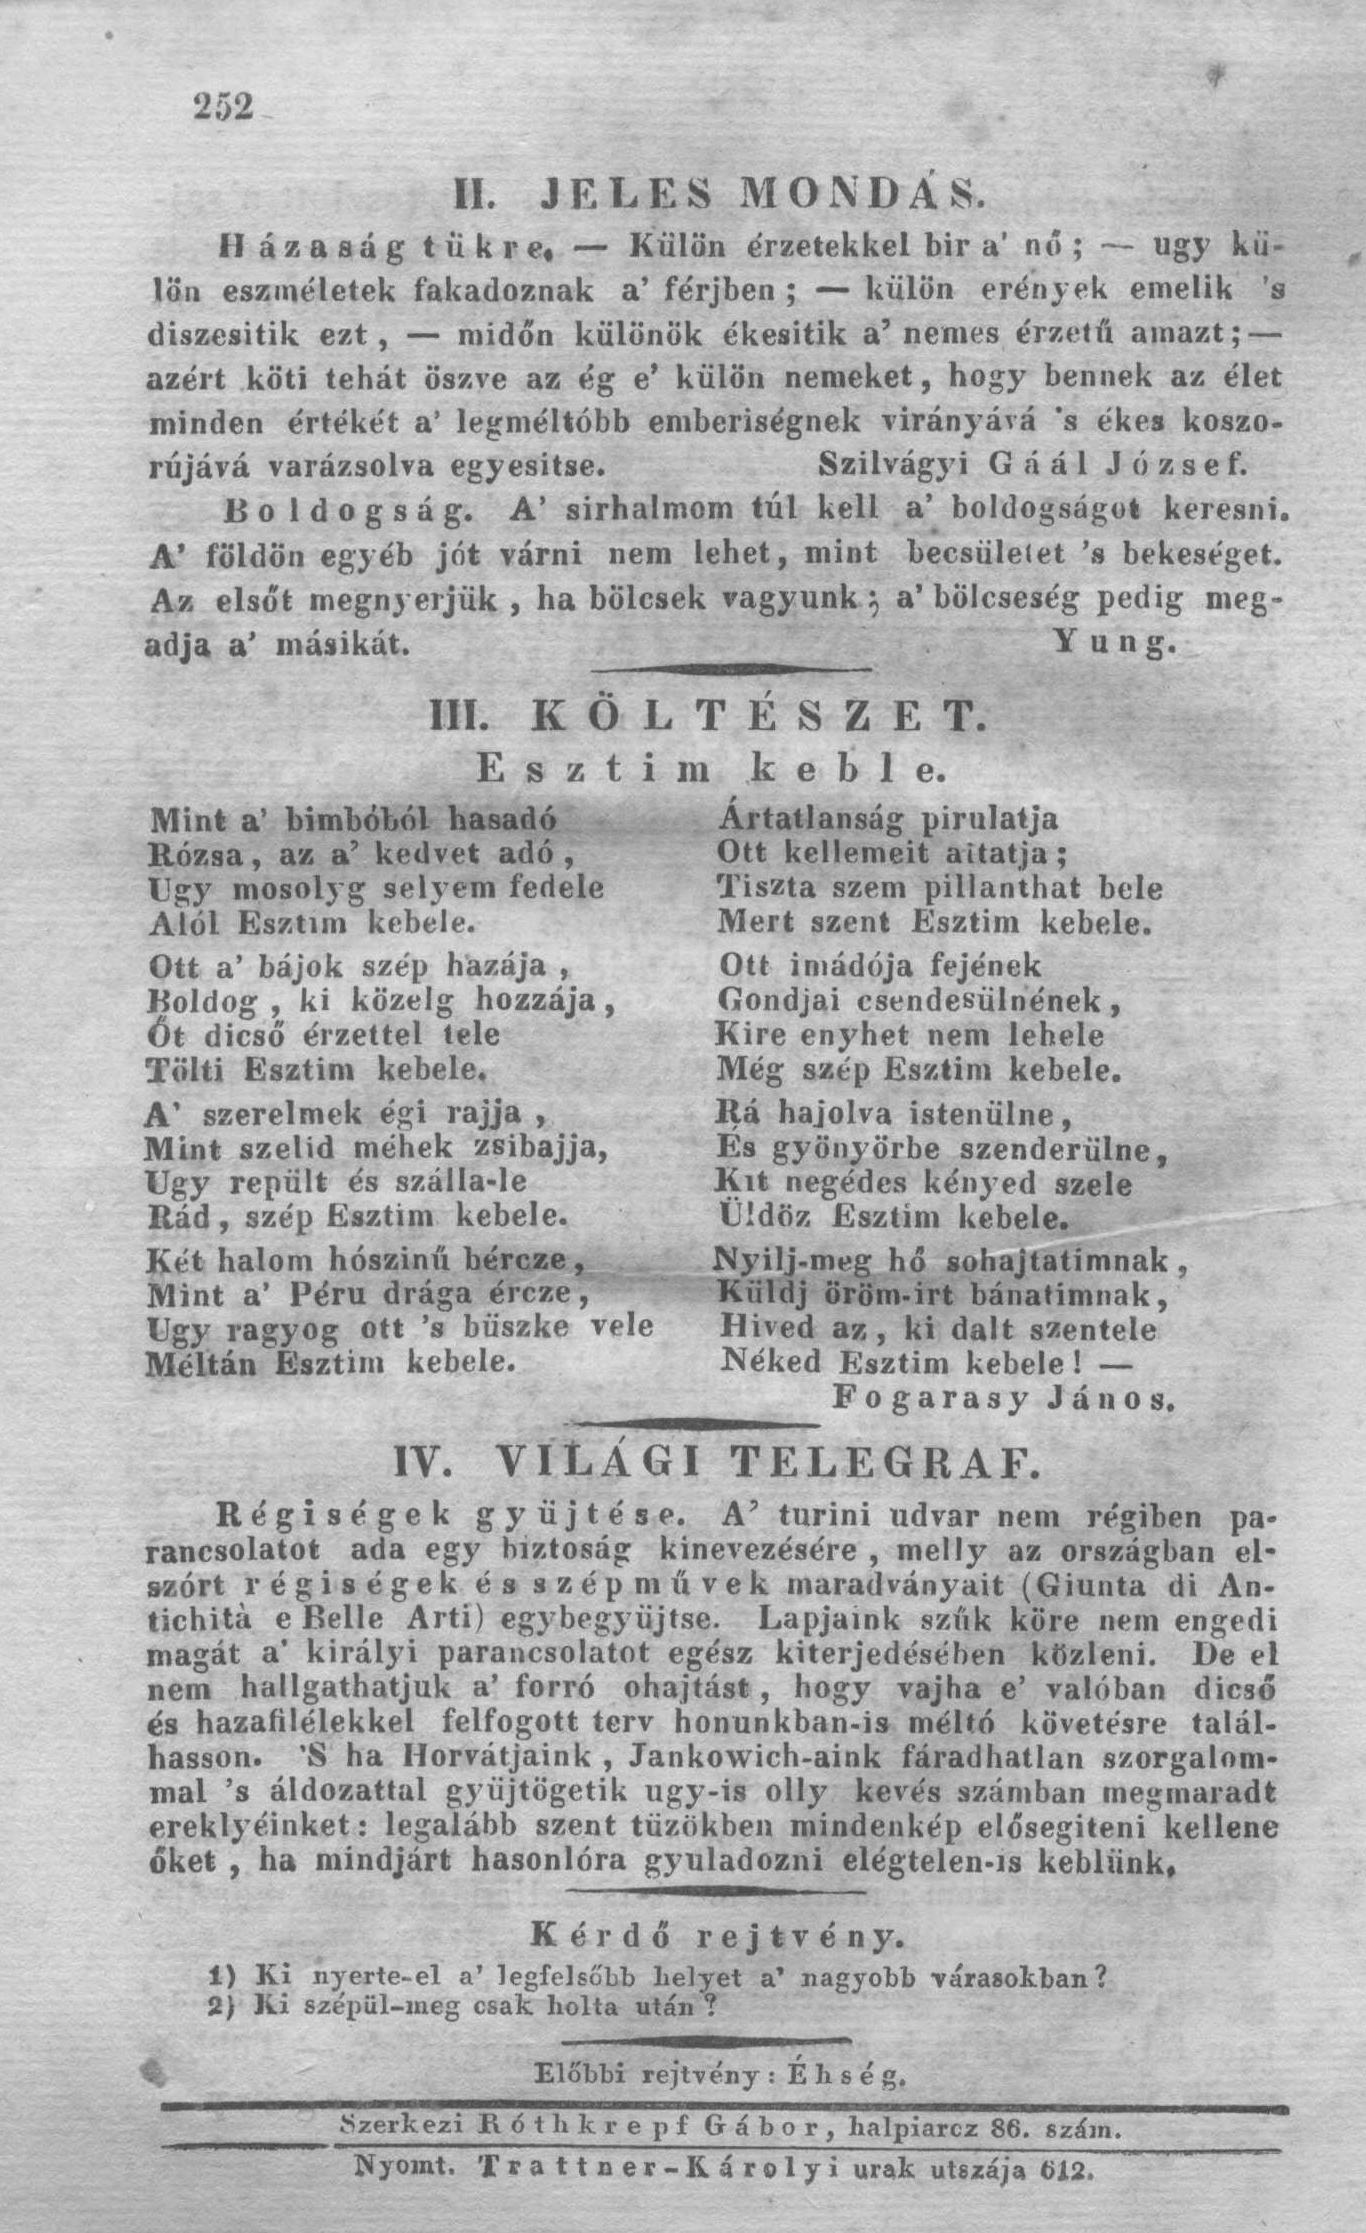 252
II. JELES MONDÁS.
Házaság tükre. — Külön érzetekkel bir a' nő; — ugy kü-
lön eszméletek fakadoznak a' férjben; — külön erények emelik 's
diszesitik ezt, — midőn különök ékesitik a' nemes érzetű amazt; —
azért köti tehát öszve az ég e' külön nemeket, hogy bennek az élet
minden értékét a' legméltóbb emberiségnek virányává 's ékes koszo-
rújává varázsolva egyesitse. Szilvágyi Gaál József.
Boldogság. A' sirhalmom túl kell a' boldogságot keresni.
A' földön egyéb jót várni nem lehet, mint becsületet 's bekeséget.
Az elsőt megnyerjük, ha bölcsek vagyunk; a' bölcseség pedig meg-
adja a' másikát. Yung.
III. KÖLTÉSZET.
Esztim keble.
Mint a' bimbóból hasadó
Rózsa, az a' kedvet adó,
Ugy mosolyg selyem fedele
Alól Esztim kebele.
Ott a' bájok szép hazája,
Boldog, ki közelg hozzája,
Őt dicső érzettel tele
Tölti Esztim kebele.
A' szerelmek égi rajja,
Mint szelid méhek zsibajja,
Ugy repült és szálla-le
Rád, szép Esztim kebele.
Két halom hószinű bércze,
Mint a' Péru drága ércze,
Ugy ragyog ott 's büszke vele
Méltán Esztim kebele.
Ártatlanság pirulatja
Ott kellemeit aitatja;
Tiszta szem pillanthat bele
Mert szent Esztim kebele.
Ott imádója fejének
Gondjai csendesülnének,
Kire enyhet nem lehele
Még szép Esztim kebele.
Rá hajolva istenülne,
És gyönyörbe szenderülne,
Kit negédes kényed szele
Üldöz Esztim kebele.
Nyilj-meg hő sohajtatimnak,
Küldj öröm-irt bánatimnak,
Hived az, ki dalt szentele
Néked Esztim kebele! —
Fogarasy János.
IV. VILÁGI TELEGRAF.
Régiségek gyüjtése. A' turini udvar nem régiben pa-
rancsolatot ada egy biztoság kinevezésére, melly az országban el-
szórt régiségek és szépművek maradványait (Giunta di An-
tichità e Belle Arti) egybegyüjtse. Lapjaink szűk köre nem engedi
magát a' királyi parancsolatot egész kiterjedésében közleni. De el
nem hallgathatjuk a' forró ohajtást, hogy vajha e' valóban dicső
és hazafilélekkel felfogott terv honunkban-is méltó követésre talál-
hasson. 'S ha Horvátjaink, Jankowich-aink fáradhatlan szorgalom-
mal 's áldozattal gyüjtögetik ugy-is olly kevés számban megmaradt
ereklyéinket: legalább szent tüzökben mindenkép elősegiteni kellene
őket, ha mindjárt hasonlóra gyuladozni elégtelen-is keblünk.
Kérdő rejtvény.
1) Ki nyerte-el a' legfelsőbb helyet a' nagyobb várasokban?
2) Ki szépül-meg csak holta után?
Előbbi rejtvény: Éhség.
Szerkezi Róthkrepf Gábor, halpiarcz 86. szám.
Nyomt. Trattner-Károlyi urak utszája 612.